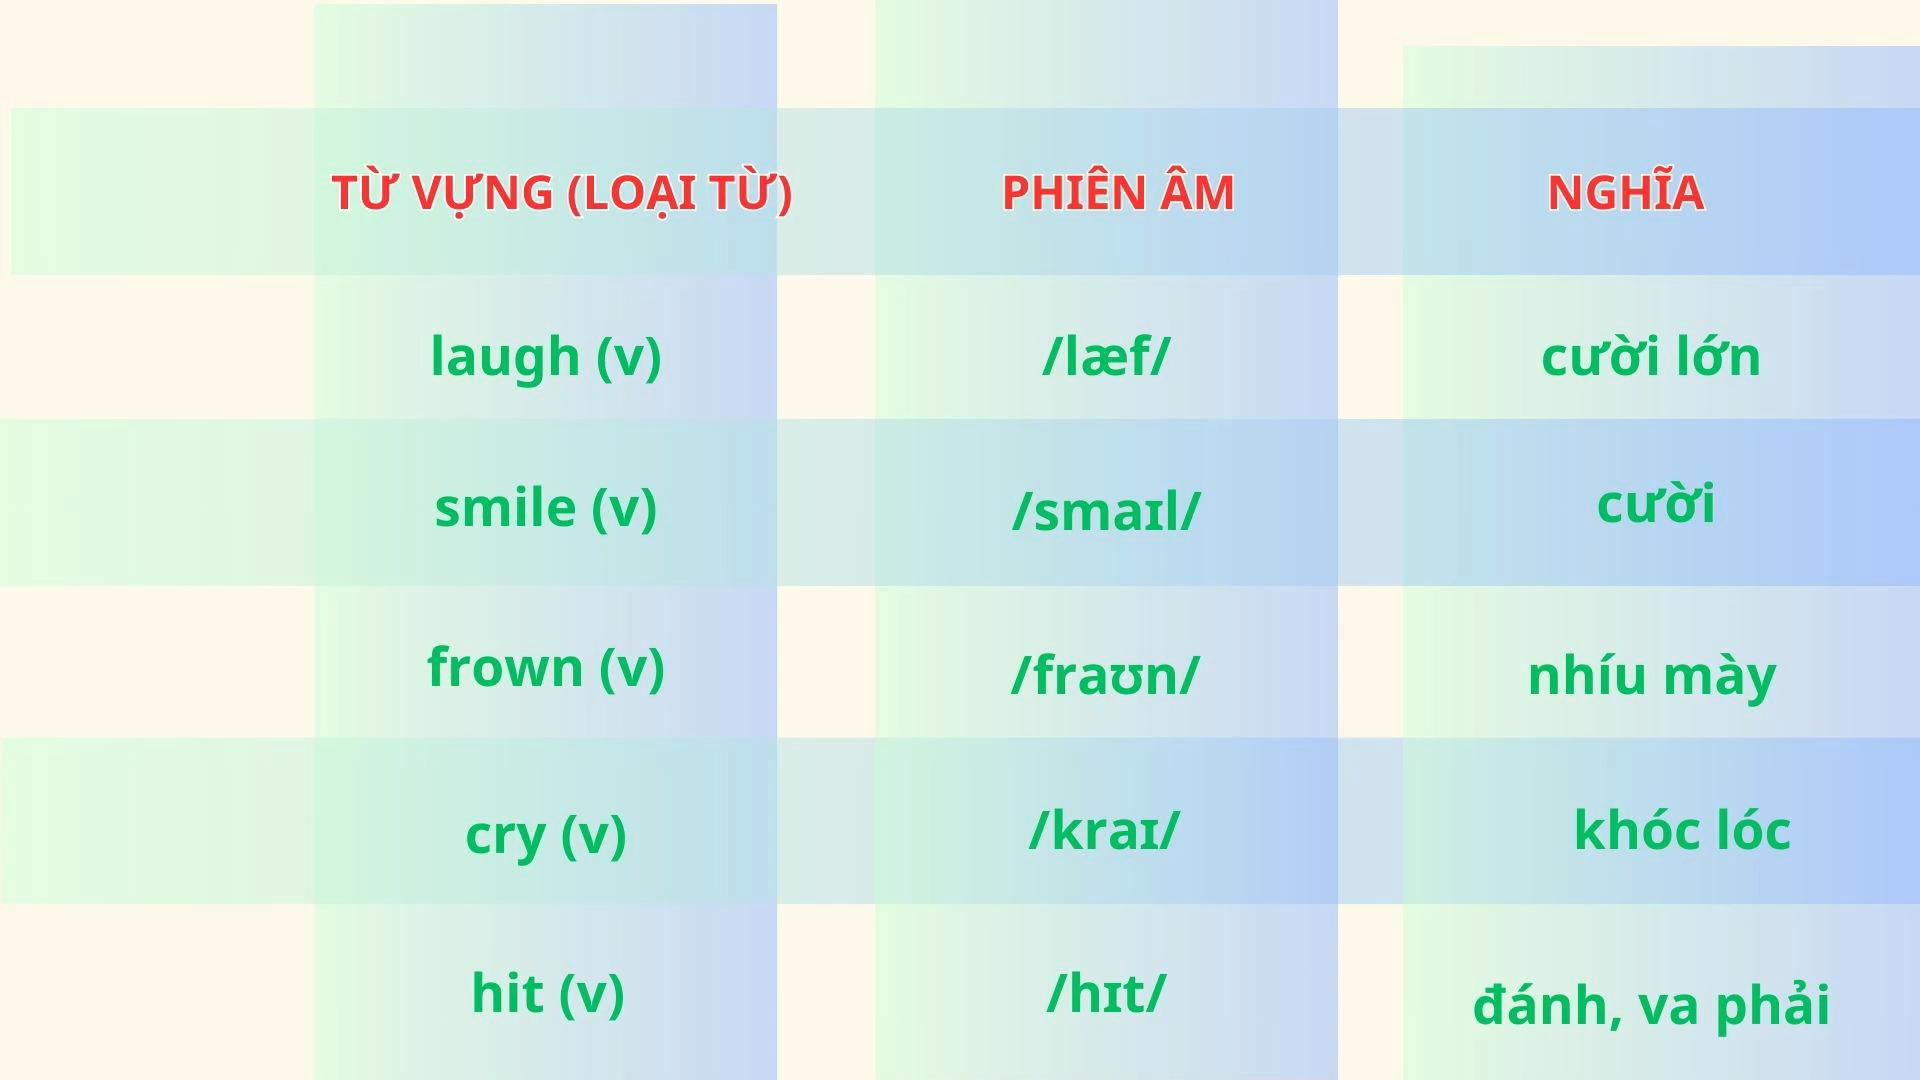 TỪ VỰNG (LOẠI TỪ) PHIÊN ÂM NGHĨA
laugh (v) /læf/ cười lớn
smile (v) /smaɪl/ cười
frown (v) /fraʊn/ nhíu mày
cry (v) /kraɪ/ khóc lóc
hit (v) /hɪt/ đánh, va phải